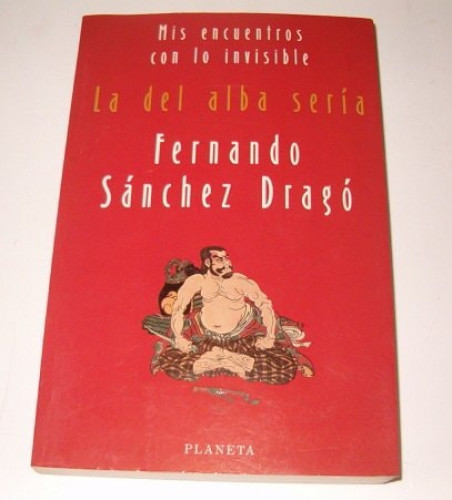 Mis encuentros
con lo invisible
La del alba sería
Fernando
Sánchez Dragó
PLANETA